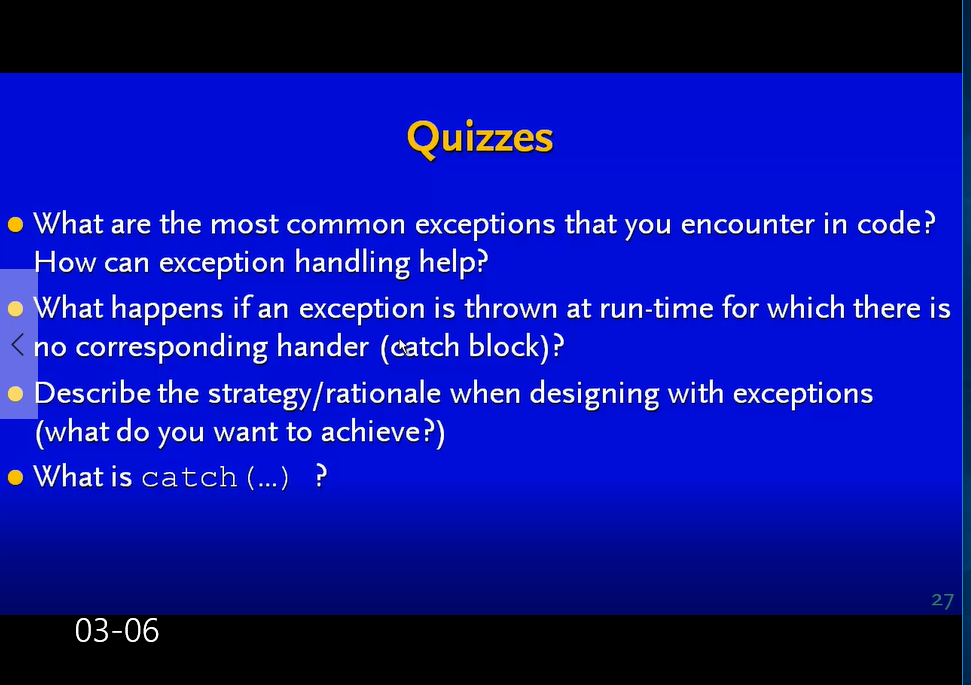 Quizzes
What are the most common exceptions that you encounter in code?
How can exception handling help?
What happens if an exception is thrown at run-time for which there is
no corresponding hander (catch block)?
Describe the strategy/rationale when designing with exceptions
(what do you want to achieve?)
What is catch(…) ?
27
03-06